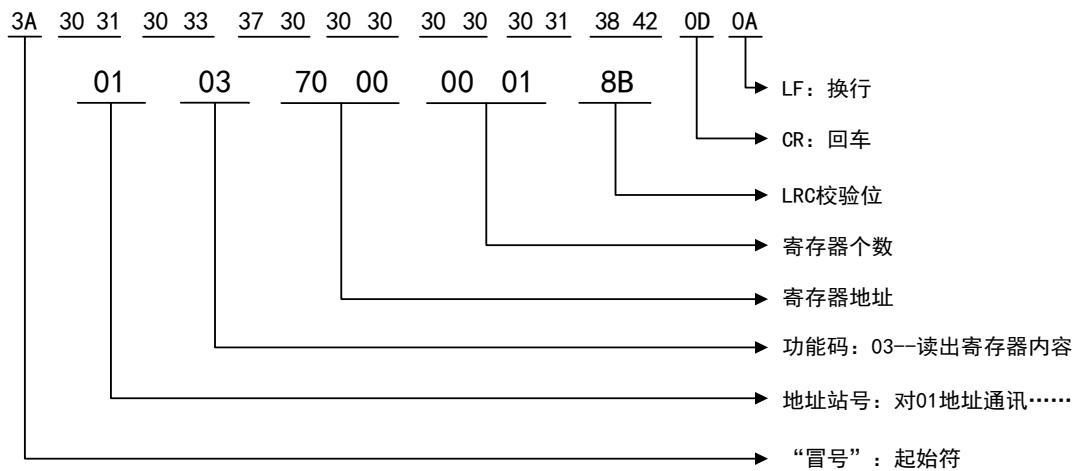 3A 30 31 30 33 37 30 30 30 30 30 30 31 38 42 0D 0A
01 03 70 00 00 01 8B
LF：换行
CR：回车
LRC校验位
寄存器个数
寄存器地址
功能码：03--读出寄存器内容
地址站号：对01地址通讯……
“冒号”：起始符